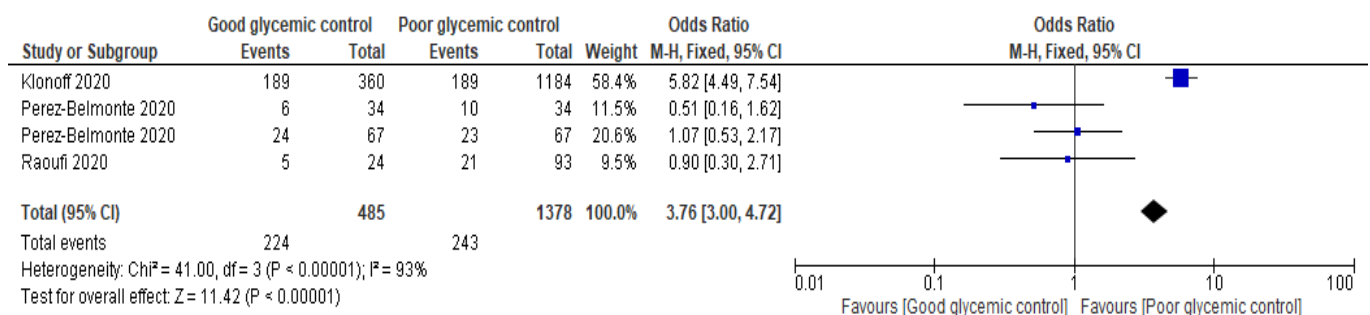 Good glycemic control Poor glycemic control Odds Ratio Odds Ratio
Study or Subgroup Events Total Events Total Weight M-H, Fixed, 95% CI M-H, Fixed, 95% CI
Klonoff 2020 189 360 189 1184 58.4% 5.82 [4.49, 7.54]
Perez-Belmonte 2020 6 34 10 34 11.5% 0.51 [0.16, 1.62]
Perez-Belmonte 2020 24 67 23 67 20.6% 1.07 [0.53, 2.17]
Raoufi 2020 5 24 21 93 9.5% 0.90 [0.30, 2.71]
Total (95% CI) 485 1378 100.0% 3.76 [3.00, 4.72]
Total events 224 243
Heterogeneity: Chi² = 41.00, df = 3 (P < 0.00001); I² = 93%
Test for overall effect: Z = 11.42 (P < 0.00001)
0.01 0.1 1 10 100
Favours [Good glycemic control] Favours [Poor glycemic control]